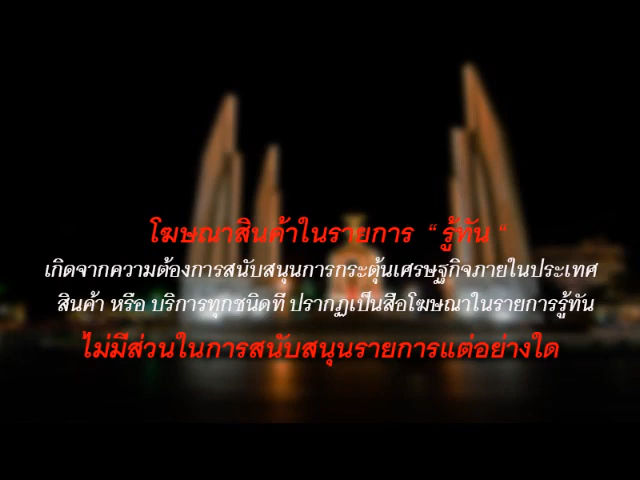 โฆษณาสินค้าในรายการ “ รู้ทัน “
เกิดจากความต้องการสนับสนุนการกระตุ้นเศรษฐกิจภายในประเทศ
สินค้า หรือ บริการทุกชนิดที่ ปรากฏเป็นสื่อโฆษณาในรายการรู้ทัน
ไม่มีส่วนในการสนับสนุนรายการแต่อย่างใด